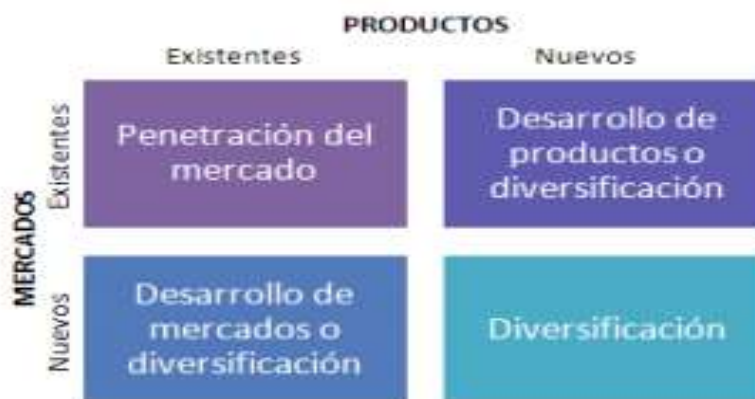 PRODUCTOS
Existentes Nuevos
MERCADOS
Existentes
Penetración del
mercado
Desarrollo de
productos o
diversificación
Nuevos
Desarrollo de
mercados o
diversificación
Diversificación